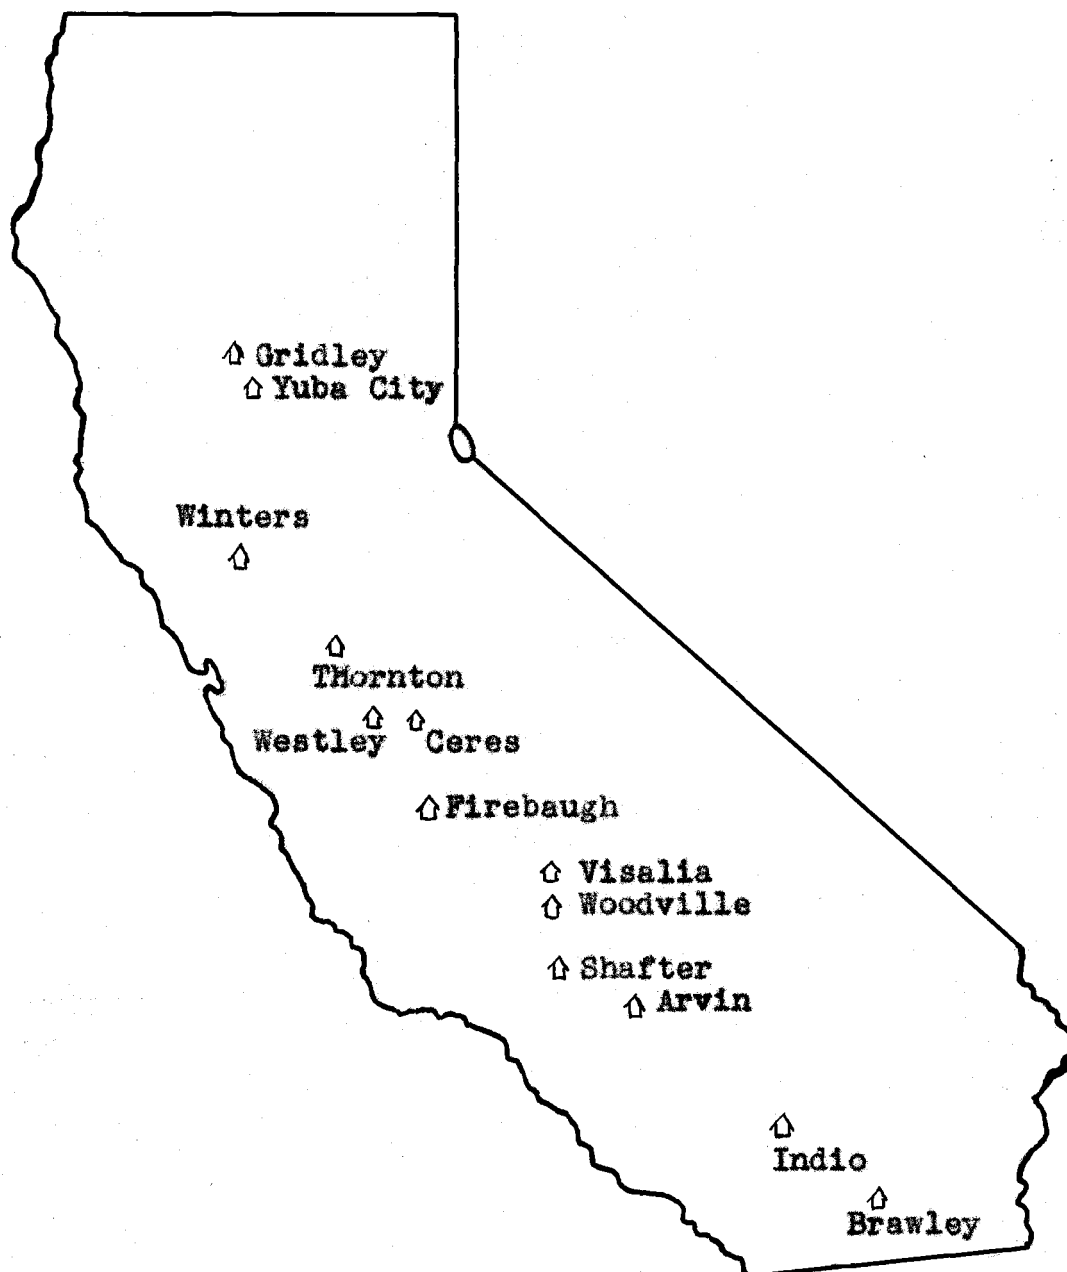 Gridley
Yuba City
Winters
THornton
Westley
Ceres
Firebaugh
Visalia
Woodville
Shafter
Arvin
Indio
Brawley